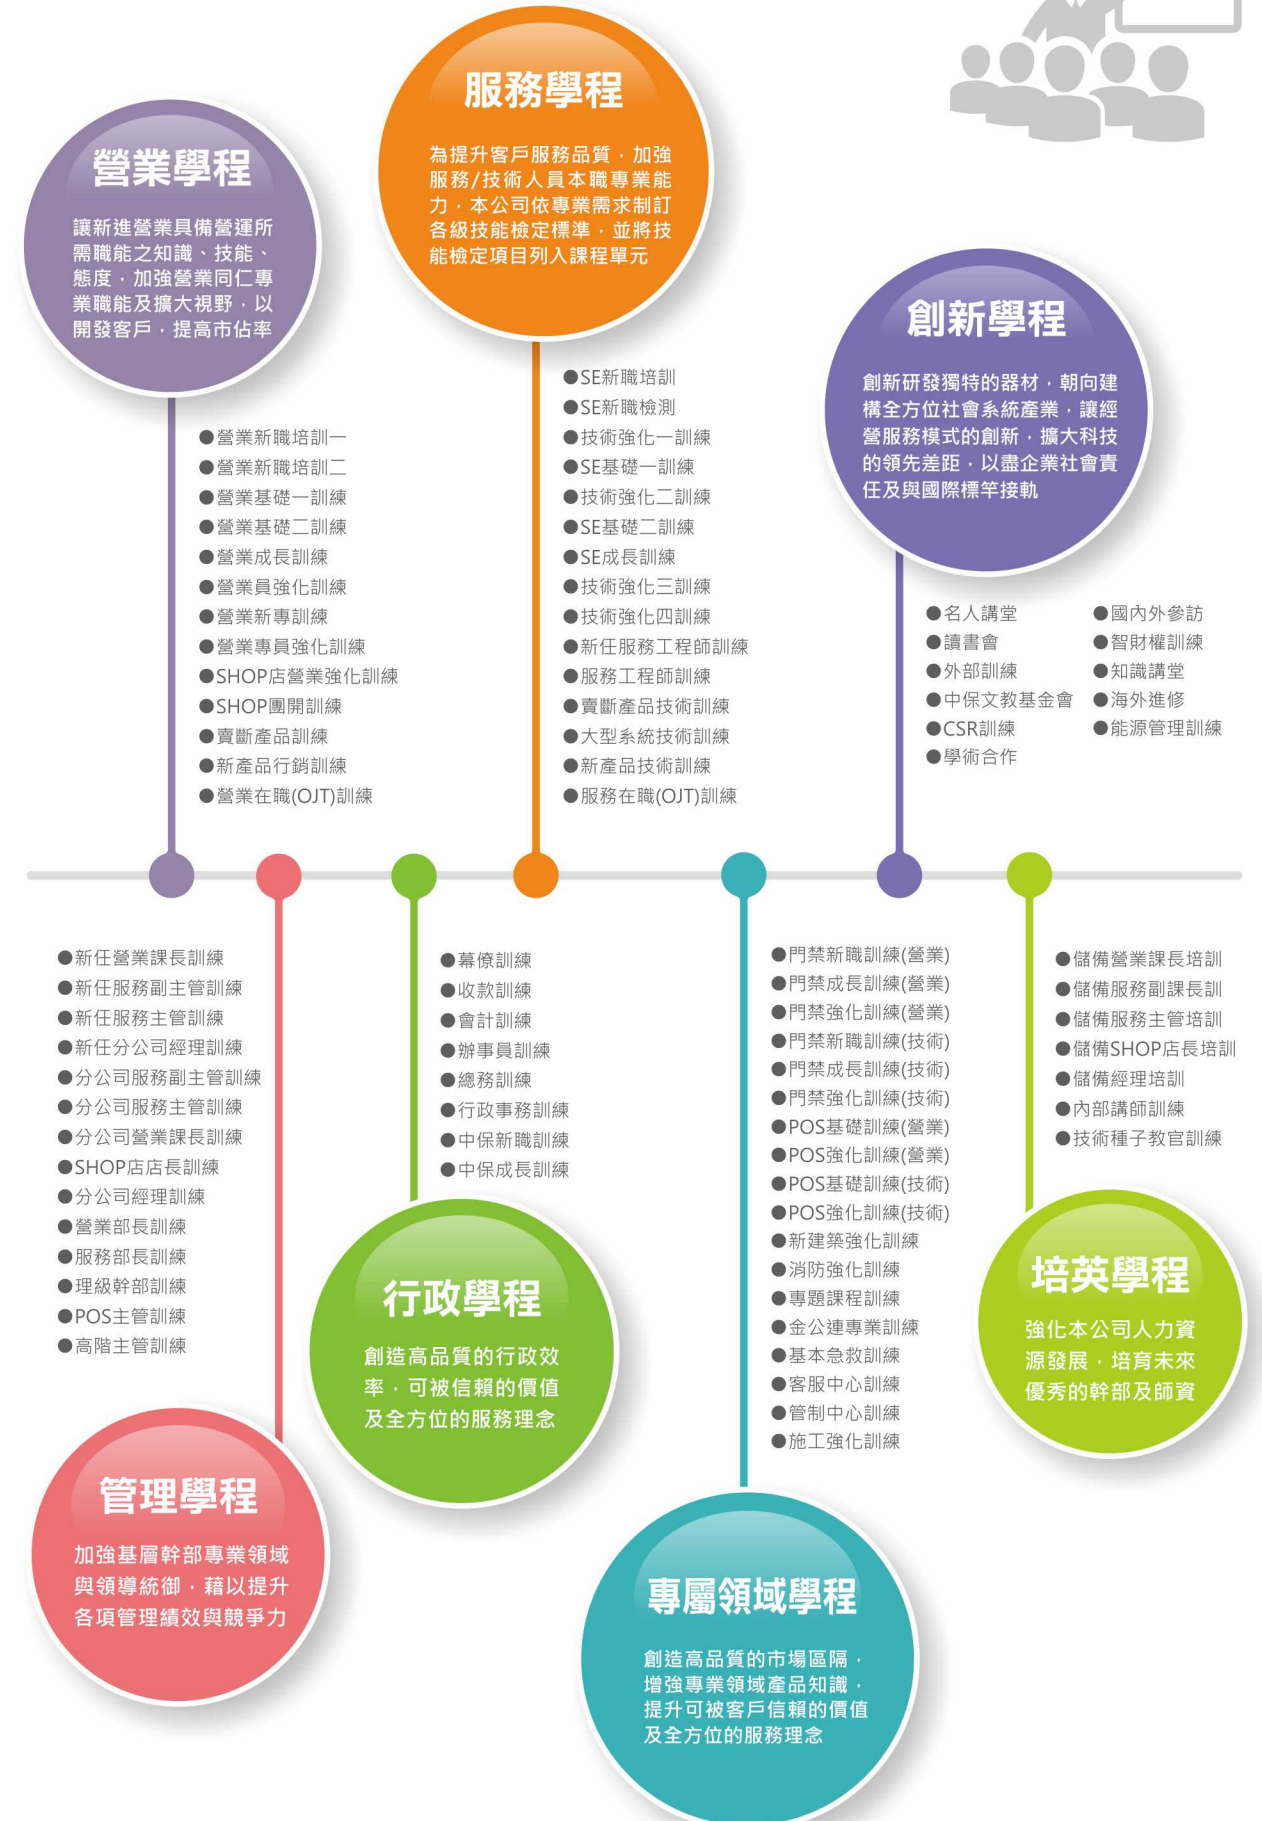 服務學程
為提升客戶服務品質，加強
服務/技術人員本職專業能
力，本公司依專業需求制訂
各級技能檢定標準，並將技
能檢定項目列入課程單元
營業學程
讓新進營業具備營運所
需職能之知識、技能、
態度，加強營業同仁專
業職能及擴大視野，以
開發客戶，提高市佔率
創新學程
創新研發獨特的器材，朝向建
構全方位社會系統產業，讓經
營服務模式的創新，擴大科技
的領先差距，以盡企業社會責
任及與國際標竿接軌
●營業新職培訓一
●營業新職培訓二
●營業基礎一訓練
●營業基礎二訓練
●營業成長訓練
●營業員強化訓練
●營業新專訓練
●營業專員強化訓練
●SHOP店營業強化訓練
●SHOP團開訓練
●賣斷產品訓練
●新產品行銷訓練
●營業在職(OJT)訓練
●SE新職培訓
●SE新職檢測
●技術強化一訓練
●SE基礎一訓練
●技術強化二訓練
●SE基礎二訓練
●SE成長訓練
●技術強化三訓練
●技術強化四訓練
●新任服務工程師訓練
●服務工程師訓練
●賣斷產品技術訓練
●大型系統技術訓練
●新產品技術訓練
●服務在職(OJT)訓練
●名人講堂
●讀書會
●外部訓練
●中保文教基金會
●CSR訓練
●學術合作
●國內外參訪
●智財權訓練
●知識講堂
●海外進修
●能源管理訓練
●新任營業課長訓練
●新任服務副主管訓練
●新任服務主管訓練
●新任分公司經理訓練
●分公司服務副主管訓練
●分公司服務主管訓練
●分公司營業課長訓練
●SHOP店店長訓練
●分公司經理訓練
●營業部長訓練
●服務部長訓練
●理級幹部訓練
●POS主管訓練
●高階主管訓練
管理學程
加強基層幹部專業領域
與領導統御，藉以提升
各項管理績效與競爭力
●幕僚訓練
●收款訓練
●會計訓練
●辦事員訓練
●總務訓練
●行政事務訓練
●中保新職訓練
●中保成長訓練
行政學程
創造高品質的行政效
率，可被信賴的價值
及全方位的服務理念
●門禁新職訓練(營業)
●門禁成長訓練(營業)
●門禁強化訓練(營業)
●門禁新職訓練(技術)
●門禁成長訓練(技術)
●門禁強化訓練(技術)
●POS基礎訓練(營業)
●POS強化訓練(營業)
●POS基礎訓練(技術)
●POS強化訓練(技術)
●新建築強化訓練
●消防強化訓練
●專題課程訓練
●金公連專業訓練
●基本急救訓練
●客服中心訓練
●管制中心訓練
●施工強化訓練
專屬領域學程
創造高品質的市場區隔，
增強專業領域產品知識，
提升可被客戶信賴的價值
及全方位的服務理念
●儲備營業課長培訓
●儲備服務副課長訓
●儲備服務主管培訓
●儲備SHOP店長培訓
●儲備經理培訓
●內部講師訓練
●技術種子教官訓練
培英學程
強化本公司人力資
源發展，培育未來
優秀的幹部及師資